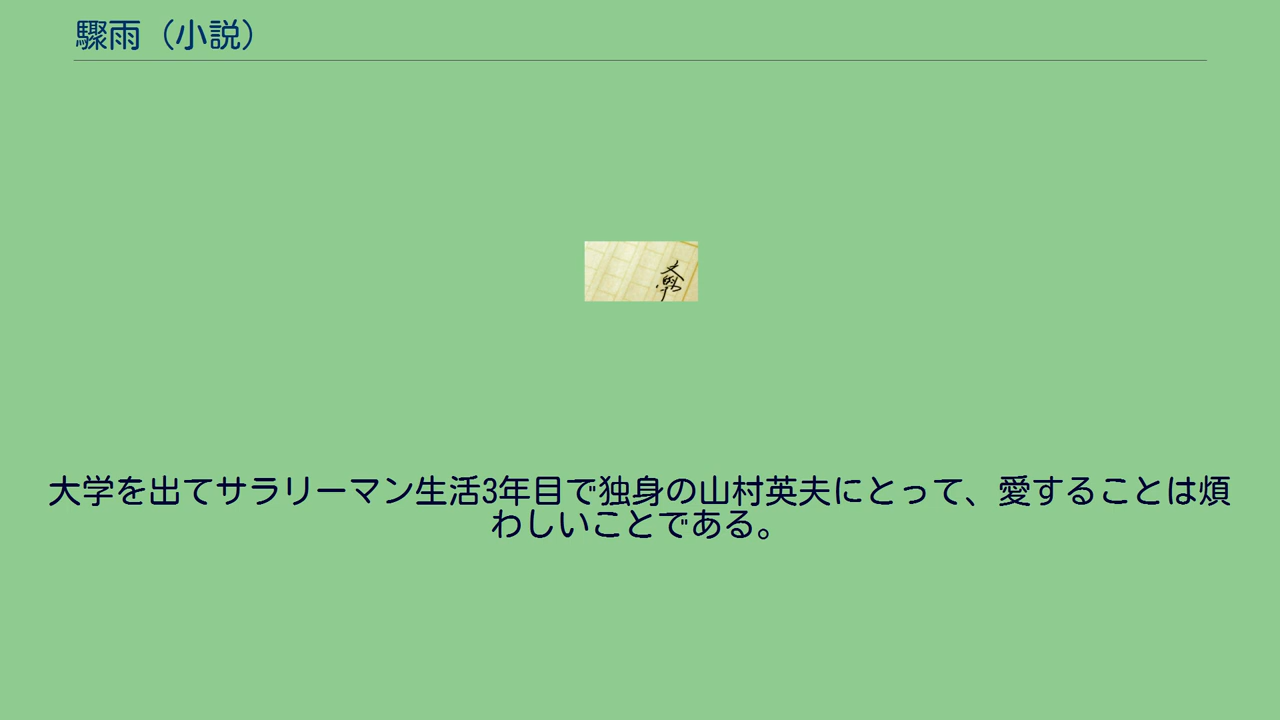 驟雨（小説）
大学を出てサラリーマン生活3年目で独身の山村英夫にとって、愛することは煩
わしいことである。